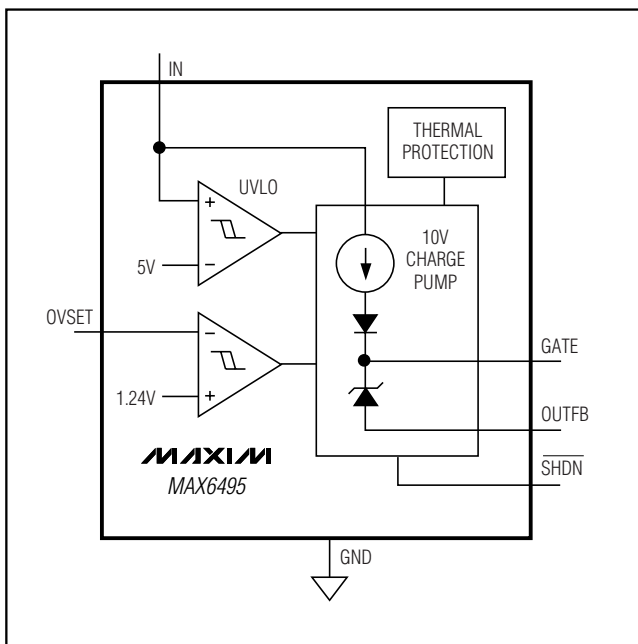 IN
THERMAL
PROTECTION
UVLO
+
5V
−
10V
CHARGE
PUMP
OVSET
−
1.24V
+
GATE
OUTFB
SHDN
MAXIM
MAX6495
GND